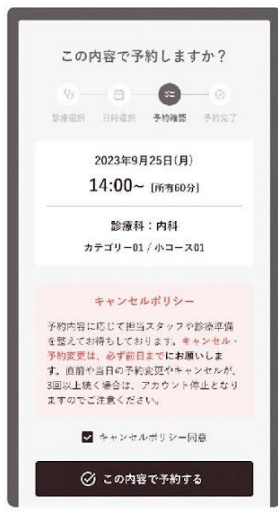 この内容で予約しますか？
診療選択 日時選択 予約確認 予約完了
2023年9月25日(月)
14:00~ [所有60分]
診療科：内科
カテゴリー01 / 小コース01
キャンセルポリシー
予約内容に応じて担当スタッフや診療準備
を整えてお待ちしております。キャンセル・
予約変更は、必ず前日までにお願いしま
す。直前や当日の予約変更やキャンセルが、
3回以上続く場合は、アカウント停止となり
ますのでご注意ください。
キャンセルポリシー同意
この内容で予約する